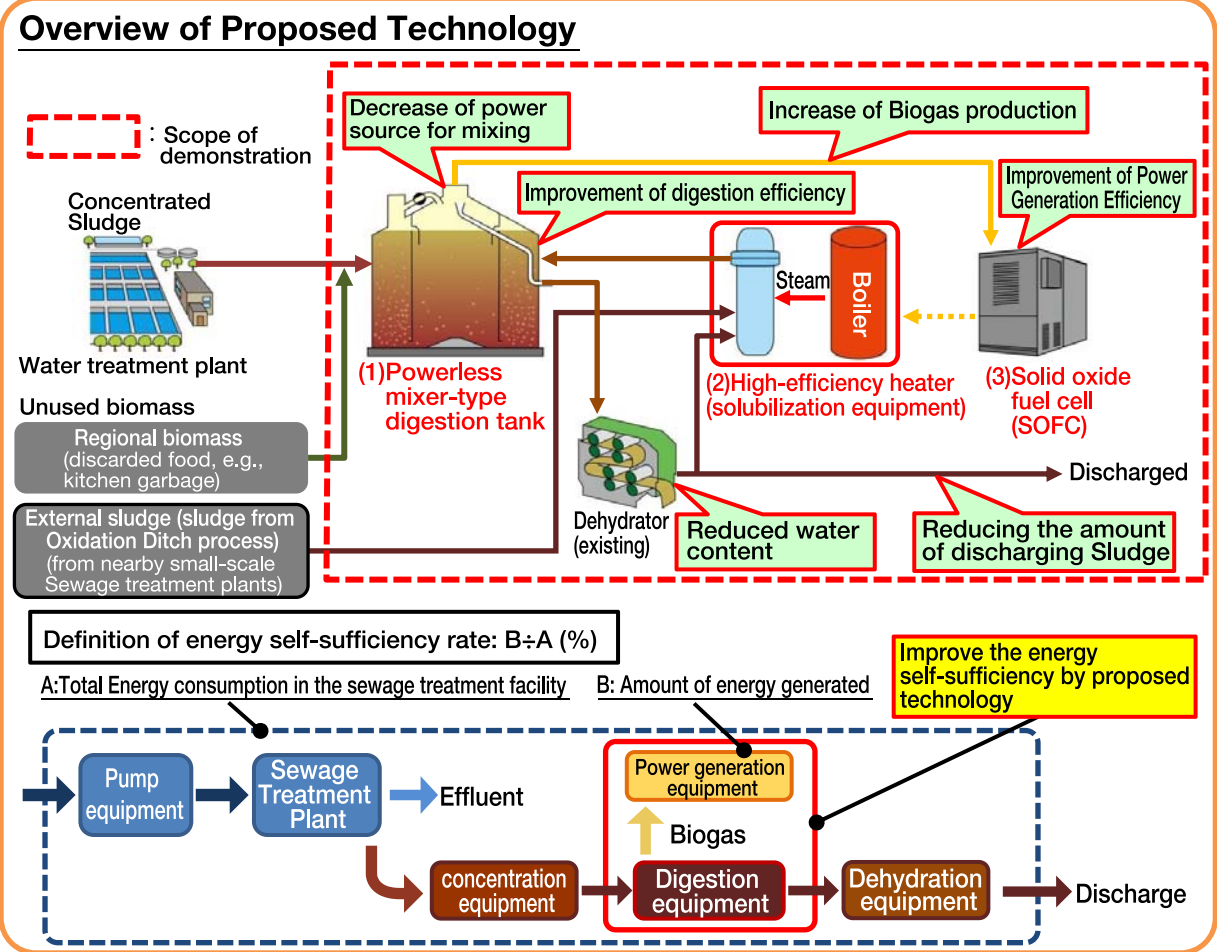 Overview of Proposed Technology
: Scope of
demonstration
Decrease of power
source for mixing
Increase of Biogas production
Improvement of digestion efficiency
Improvement of Power
Generation Efficiency
Concentrated
Sludge
Steam
Boiler
Water treatment plant
(1)Powerless
mixer-type
digestion tank
(2)High-efficiency heater
(solubilization equipment)
(3)Solid oxide
fuel cell
(SOFC)
Unused biomass
Regional biomass
(discarded food, e.g.,
kitchen garbage)
External sludge (sludge from
Oxidation Ditch process)
(from nearby small-scale
Sewage treatment plants)
Dehydrator
(existing)
Reduced water
content
Discharged
Reducing the amount
of discharging Sludge
Definition of energy self-sufficiency rate: B÷A (%)
A:Total Energy consumption in the sewage treatment facility
B: Amount of energy generated
Improve the energy
self-sufficiency by proposed
technology
Pump
equipment
Sewage
Treatment
Plant
Effluent
Power generation
equipment
Biogas
concentration
equipment
Digestion
equipment
Dehydration
equipment
Discharge